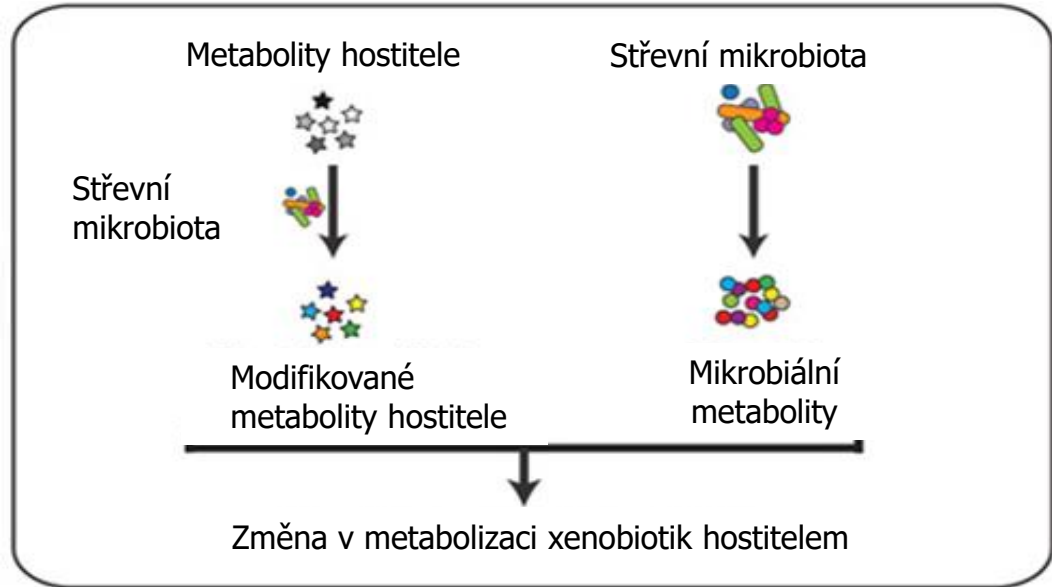 Metabolity hostitele
Střevní mikrobiota
Střevní
mikrobiota
Modifikované
metabolity hostitele
Mikrobiální
metabolity
Změna v metabolizaci xenobiotik hostitelem